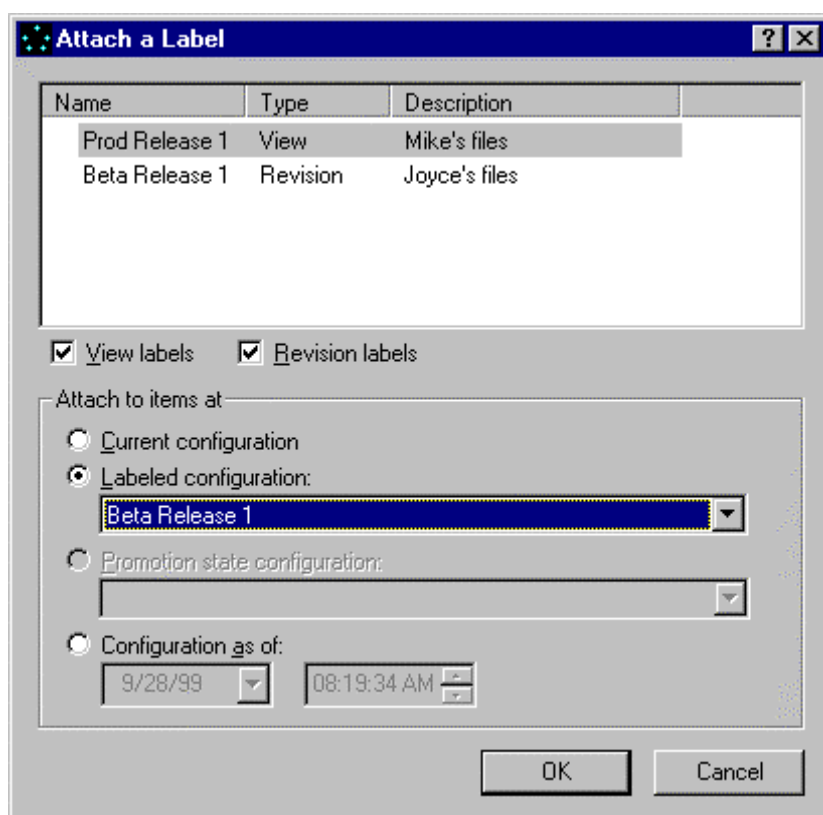 Attach a Label
Name Type Description
Prod Release 1 View Mike's files
Beta Release 1 Revision Joyce's files
View labels Revision labels
Attach to items at
Current configuration
Labeled configuration:
Beta Release 1
Promotion state configuration:
Configuration as of:
9/28/99 08:19:34 AM
OK Cancel